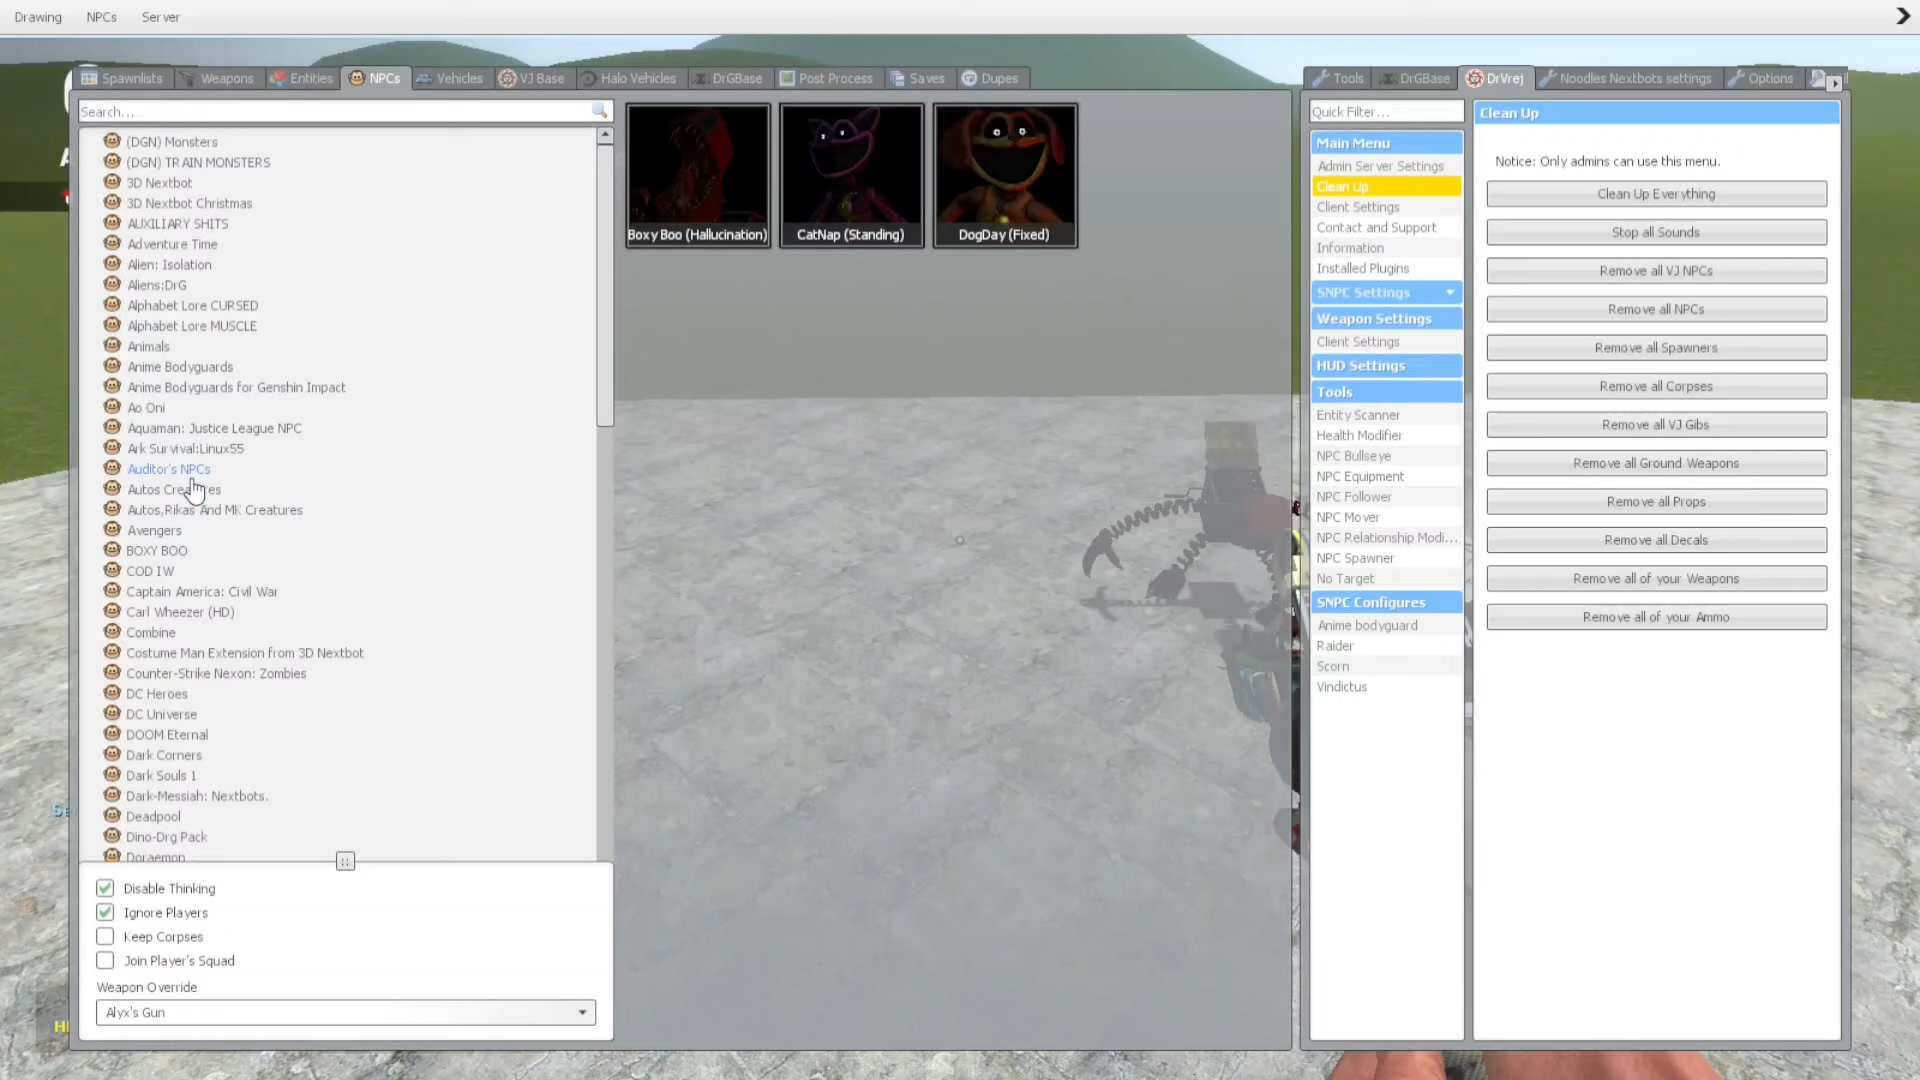 Drawing NPCs Server
Spawnlists Weapons Entities NPCs Vehicles VJ Base Halo Vehicles DrGBase Post Process Saves Dupes
Search...
(DGN) Monsters
(DGN) TRAIN MONSTERS
3D Nextbot
3D Nextbot Christmas
AUXILIARY SHITS
Adventure Time
Alien: Isolation
Aliens:DrG
Alphabet Lore CURSED
Alphabet Lore MUSCLE
Animals
Anime Bodyguards
Anime Bodyguards for Genshin Impact
Ao Oni
Aquaman: Justice League NPC
Ark Survival:Linux55
Auditor's NPCs
Autos Creatures
Autos,Rikas And MK Creatures
Avengers
BOXY BOO
COD IW
Captain America: Civil War
Carl Wheezer (HD)
Combine
Costume Man Extension from 3D Nextbot
Counter-Strike Nexon: Zombies
DC Heroes
DC Universe
DOOM Eternal
Dark Corners
Dark Souls 1
Dark-Messiah: Nextbots.
Deadpool
Dino-Drg Pack
Doraemon
Disable Thinking
Ignore Players
Keep Corpses
Join Player's Squad
Weapon Override
Alyx's Gun
Boxy Boo (Hallucination) CatNap (Standing) DogDay (Fixed)
Tools DrGBase DrVrej Noodles Nextbots settings Options
Quick Filter...
Main Menu
Admin Server Settings
Clean Up
Client Settings
Contact and Support
Information
Installed Plugins
SNPC Settings
Weapon Settings
Client Settings
HUD Settings
Tools
Entity Scanner
Health Modifier
NPC Bullseye
NPC Equipment
NPC Follower
NPC Mover
NPC Relationship Modi...
NPC Spawner
No Target
SNPC Configures
Anime bodyguard
Raider
Scorn
Vindictus
Clean Up
Notice: Only admins can use this menu.
Clean Up Everything
Stop all Sounds
Remove all VJ NPCs
Remove all NPCs
Remove all Spawners
Remove all Corpses
Remove all VJ Gibs
Remove all Ground Weapons
Remove all Props
Remove all Decals
Remove all of your Weapons
Remove all of your Ammo